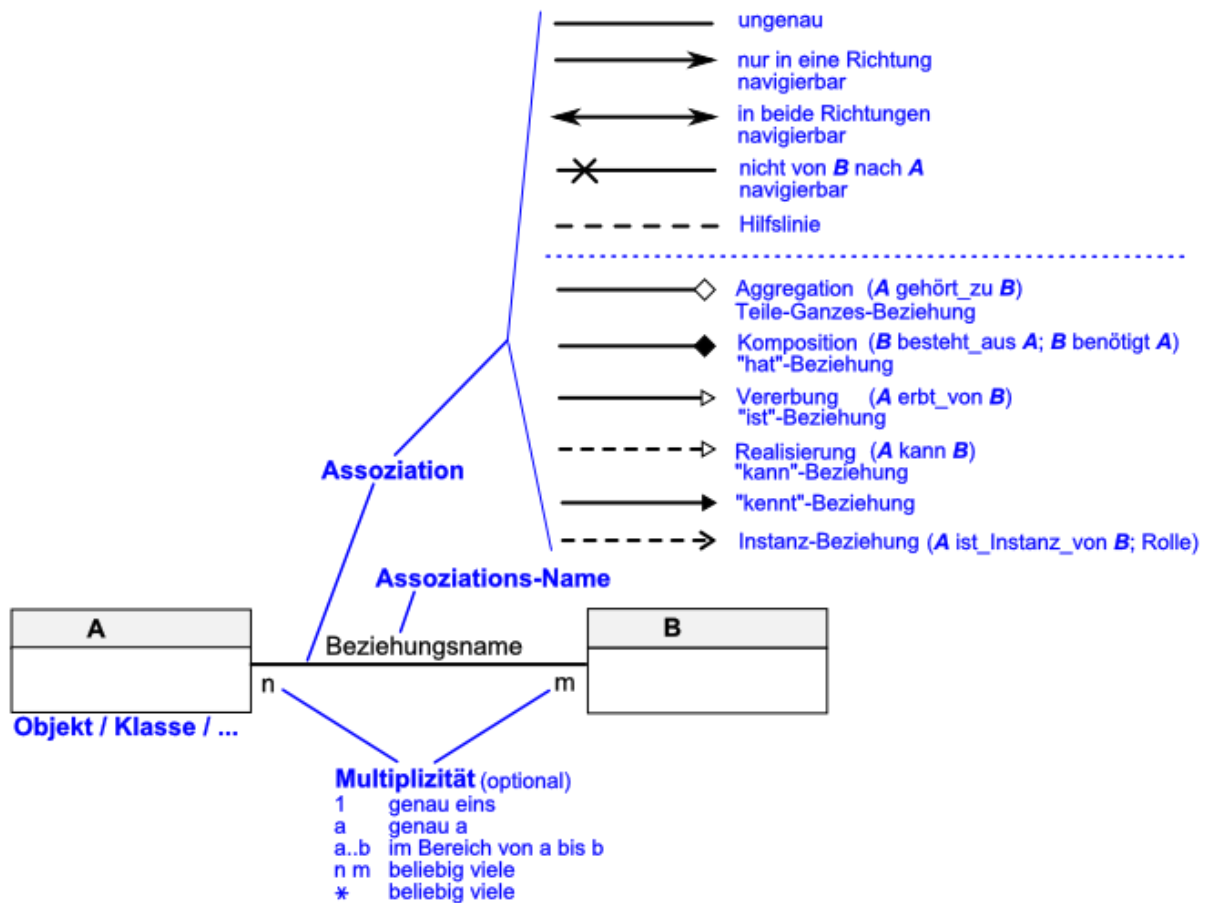 ungenau
nur in eine Richtung
navigierbar
in beide Richtungen
navigierbar
nicht von B nach A
navigierbar
Hilfslinie
Aggregation (A gehört_zu B)
Teile-Ganzes-Beziehung
Komposition (B besteht_aus A; B benötigt A)
"hat"-Beziehung
Vererbung (A erbt_von B)
"ist"-Beziehung
Realisierung (A kann B)
"kann"-Beziehung
"kennt"-Beziehung
Instanz-Beziehung (A ist_Instanz_von B; Rolle)
Assoziation
Assoziations-Name
A
Beziehungsname
B
n
m
Objekt / Klasse / ...
Multiplizität (optional)
1 genau eins
a genau a
a..b im Bereich von a bis b
n m beliebig viele
* beliebig viele